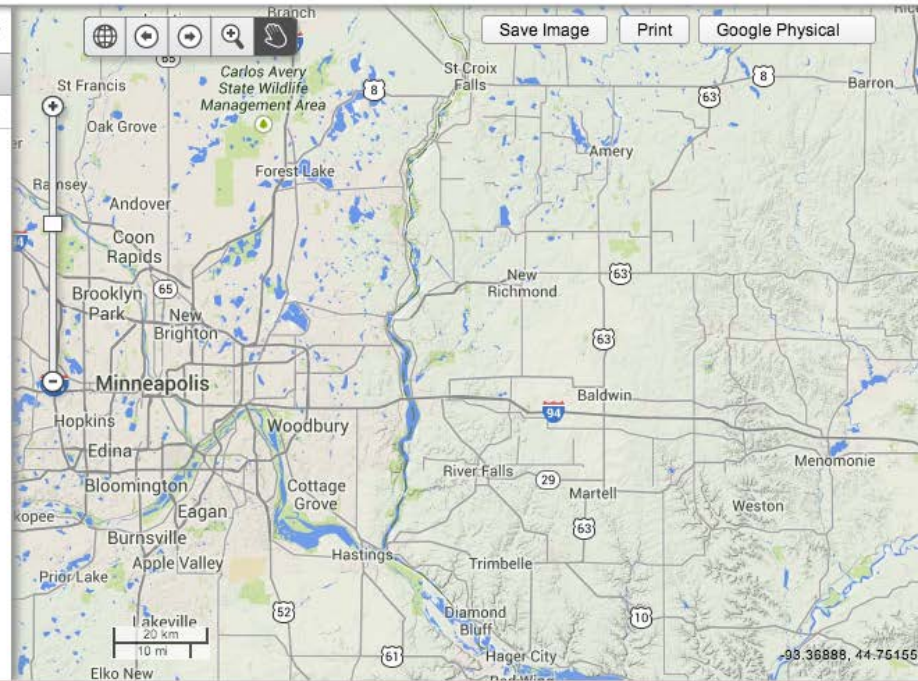 Branch
Save Image
Print
Google Physical
65
St Francis
Carlos Avery
State Wildlife
Management Area
8
St Croix
Falls
8
63
Barron
Oak Grove
Amery
Forest Lake
Ramsey
Andover
Coon
Rapids
63
New
Richmond
65
Brooklyn
Park
New
Brighton
63
Minneapolis
Baldwin
94
Hopkins
Woodbury
Edina
Menomonie
River Falls
29
Bloomington
Cottage
Grove
Martell
Weston
Eagan
63
Burnsville
Hastings
Apple Valley
Trimbelle
Prior Lake
52
Diamond
Bluff
10
Lakeville
20 km
10 mi
61
Hager City
-93.36888, 44.75155
Elko New
Red Wing